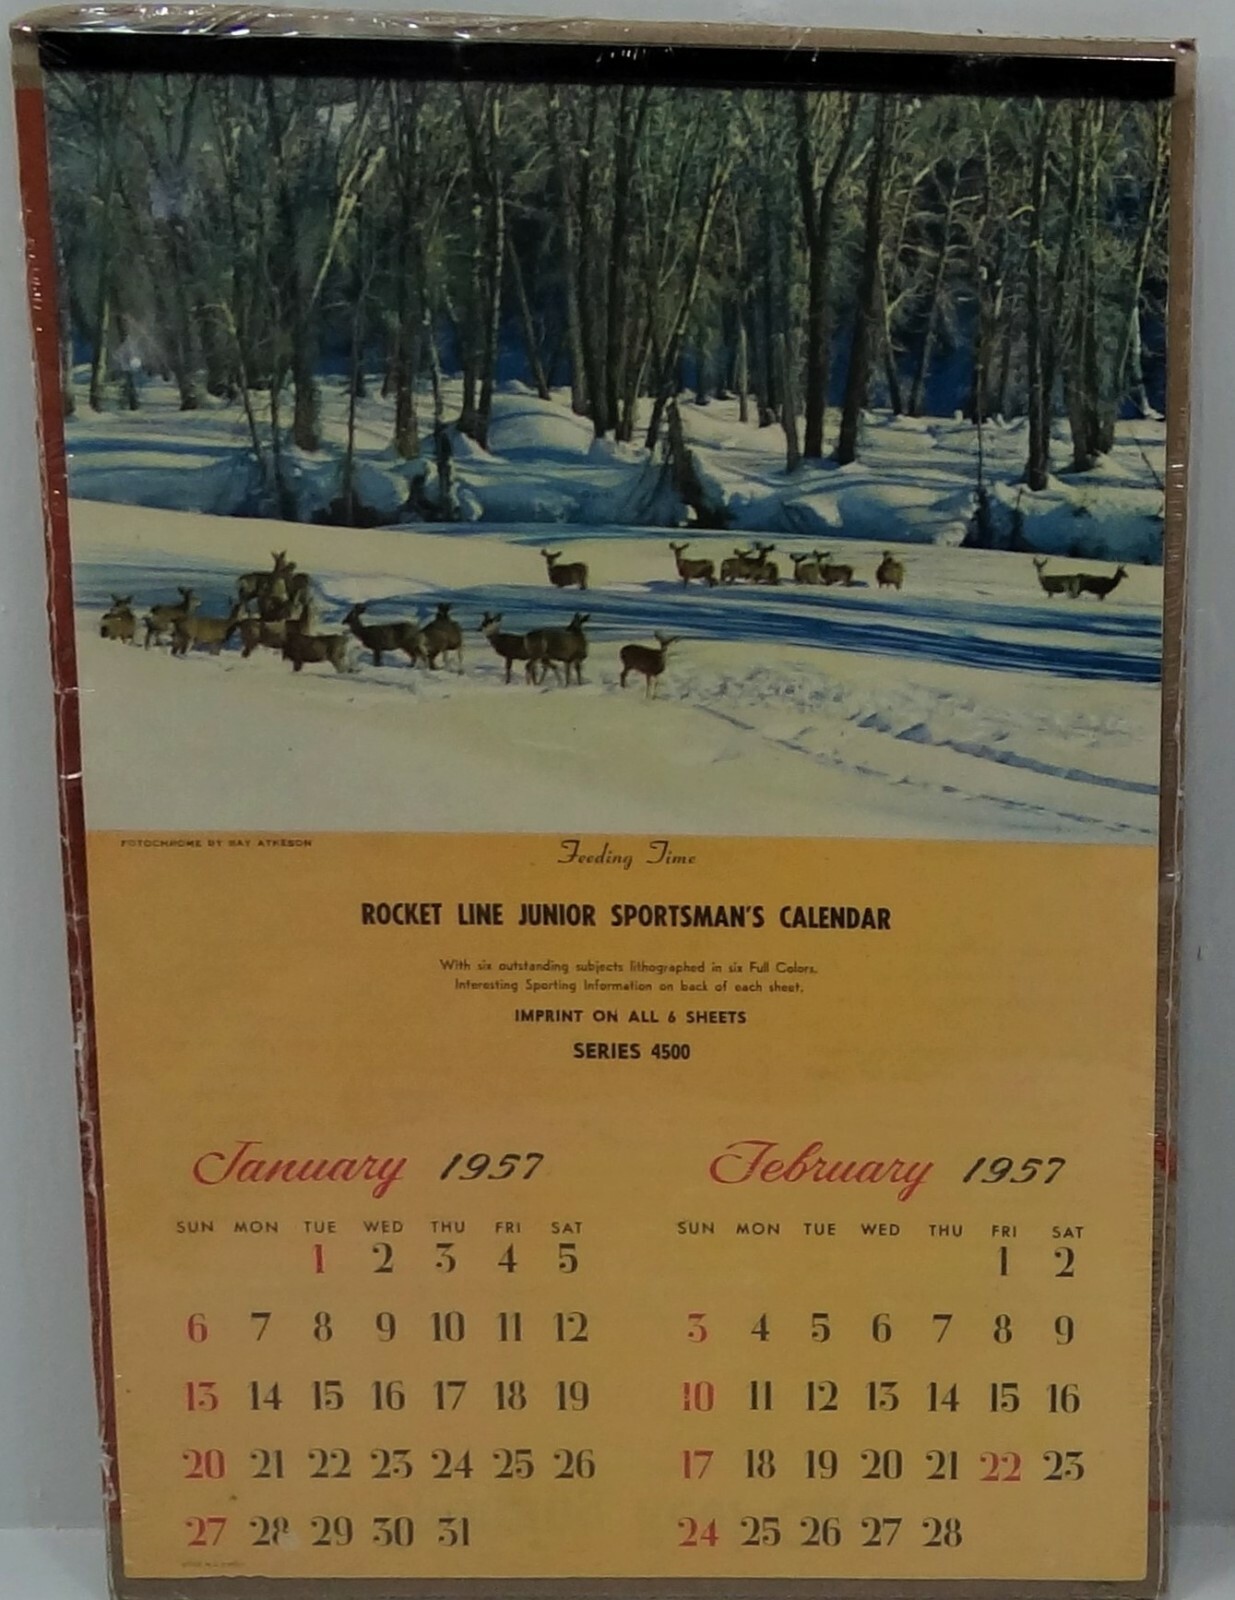 FOTOCHROME BY RAY ATKESON
Feeding Time
ROCKET LINE JUNIOR SPORTSMAN'S CALENDAR
With six outstanding subjects lithographed in six Full Colors.
Interesting Sporting Information on back of each sheet.
IMPRINT ON ALL 6 SHEETS
SERIES 4500
January 1957
SUN MON TUE WED THU FRI SAT
1 2 3 4 5
6 7 8 9 10 11 12
13 14 15 16 17 18 19
20 21 22 23 24 25 26
27 28 29 30 31
February 1957
SUN MON TUE WED THU FRI SAT
1 2
3 4 5 6 7 8 9
10 11 12 13 14 15 16
17 18 19 20 21 22 23
24 25 26 27 28